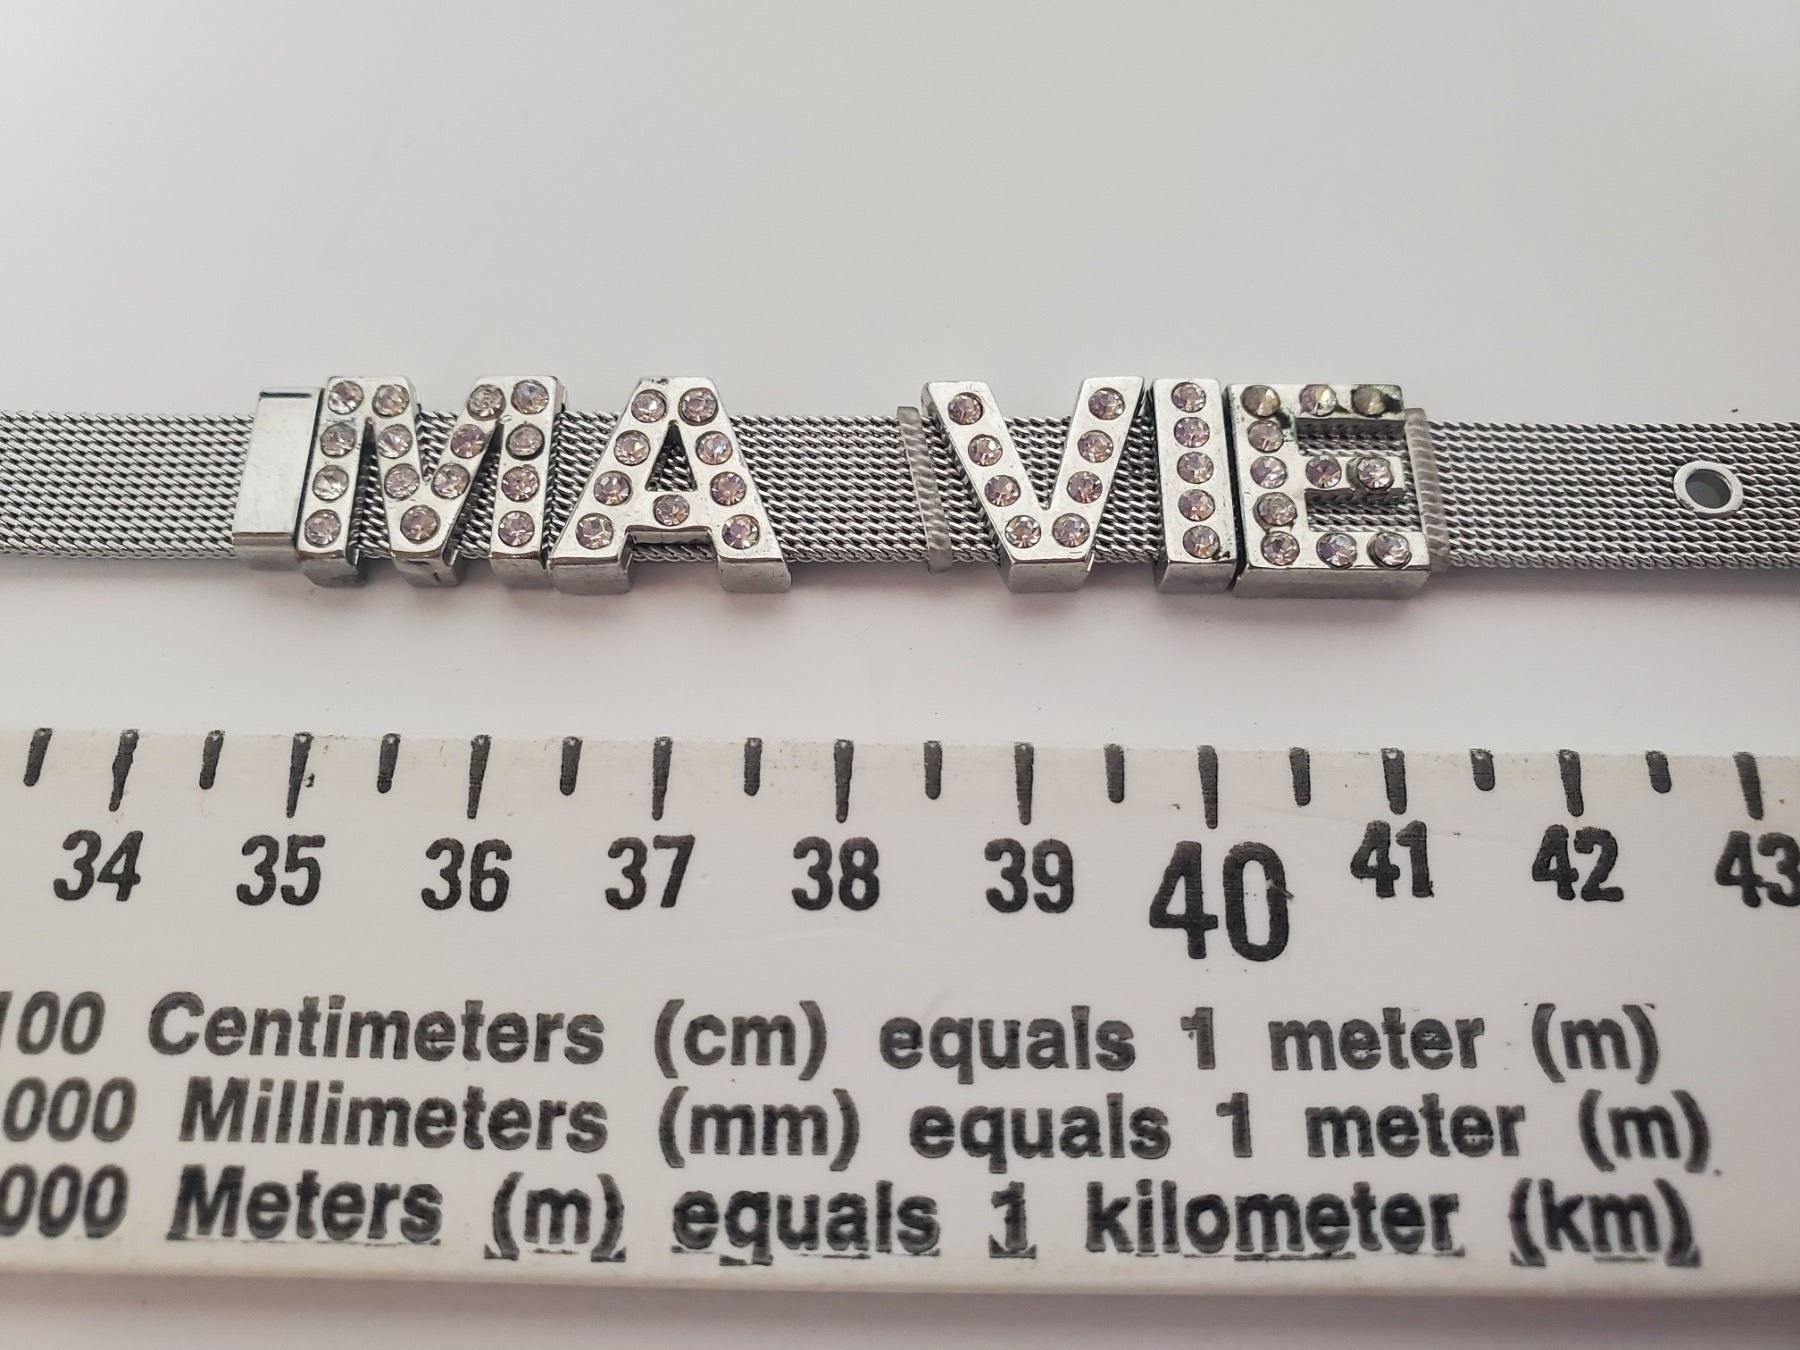 MA VIE
34 35 36 37 38 39 40 41 42 43
100 Centimeters (cm) equals 1 meter (m)
000 Millimeters (mm) equals 1 meter (m)
000 Meters (m) equals 1 kilometer (km)